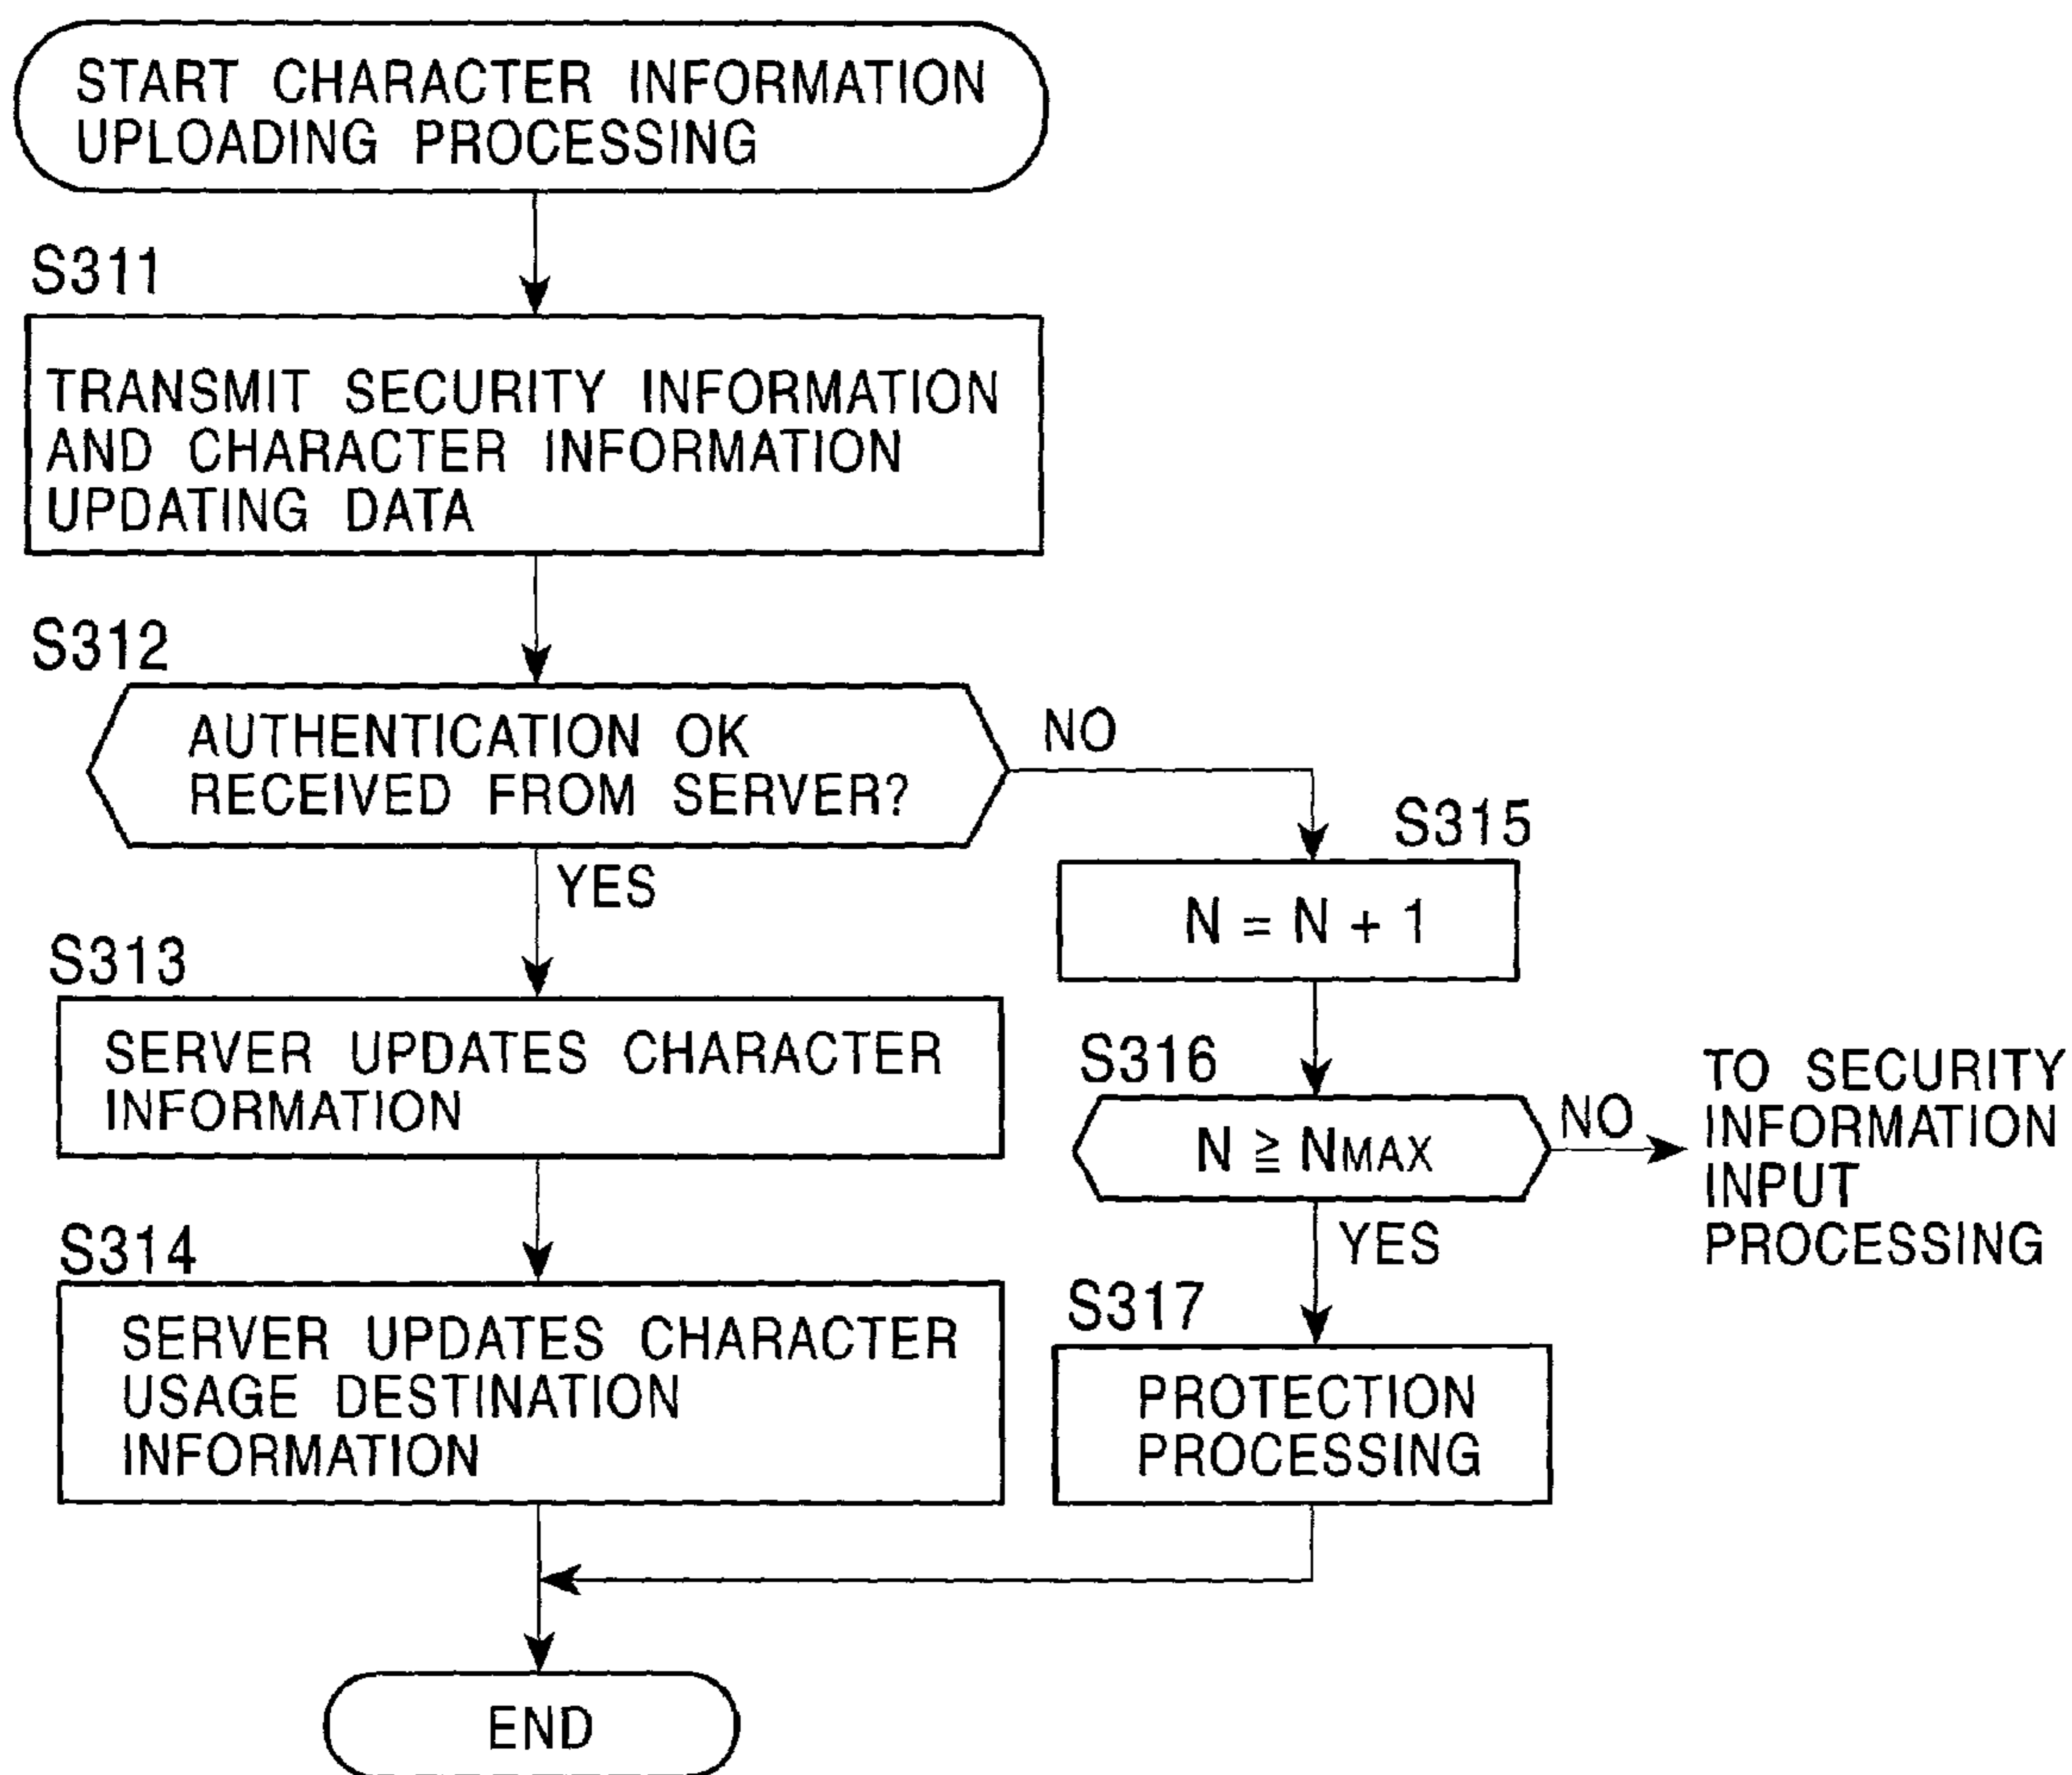 START CHARACTER INFORMATION
UPLOADING PROCESSING
S311
TRANSMIT SECURITY INFORMATION
AND CHARACTER INFORMATION
UPDATING DATA
S312
AUTHENTICATION OK
RECEIVED FROM SERVER?
NO
YES
S313
SERVER UPDATES CHARACTER
INFORMATION
S314
SERVER UPDATES CHARACTER
USAGE DESTINATION
INFORMATION
S315
N = N + 1
S316
N ≧ NMAX
NO
TO SECURITY
INFORMATION
INPUT
PROCESSING
YES
S317
PROTECTION
PROCESSING
END